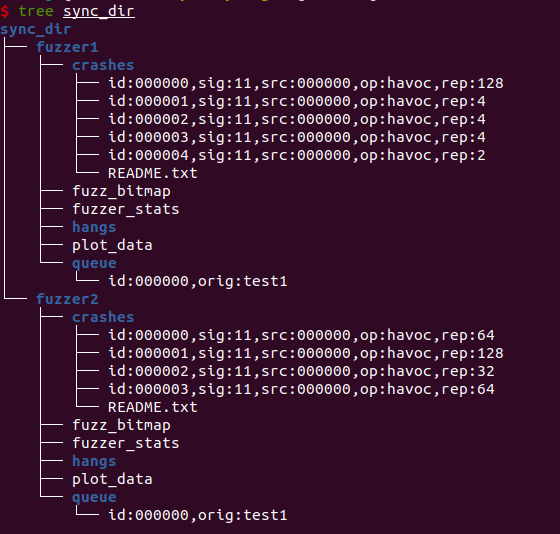 $ tree sync_dir
sync_dir
├── fuzzer1
│   ├── crashes
│   │   ├── id:000000,sig:11,src:000000,op:havoc,rep:128
│   │   ├── id:000001,sig:11,src:000000,op:havoc,rep:4
│   │   ├── id:000002,sig:11,src:000000,op:havoc,rep:4
│   │   ├── id:000003,sig:11,src:000000,op:havoc,rep:4
│   │   ├── id:000004,sig:11,src:000000,op:havoc,rep:2
│   │   └── README.txt
│   ├── fuzz_bitmap
│   ├── fuzzer_stats
│   ├── hangs
│   ├── plot_data
│   └── queue
│       └── id:000000,orig:test1
└── fuzzer2
    ├── crashes
    │   ├── id:000000,sig:11,src:000000,op:havoc,rep:64
    │   ├── id:000001,sig:11,src:000000,op:havoc,rep:128
    │   ├── id:000002,sig:11,src:000000,op:havoc,rep:32
    │   ├── id:000003,sig:11,src:000000,op:havoc,rep:64
    │   └── README.txt
    ├── fuzz_bitmap
    ├── fuzzer_stats
    ├── hangs
    ├── plot_data
    └── queue
        └── id:000000,orig:test1